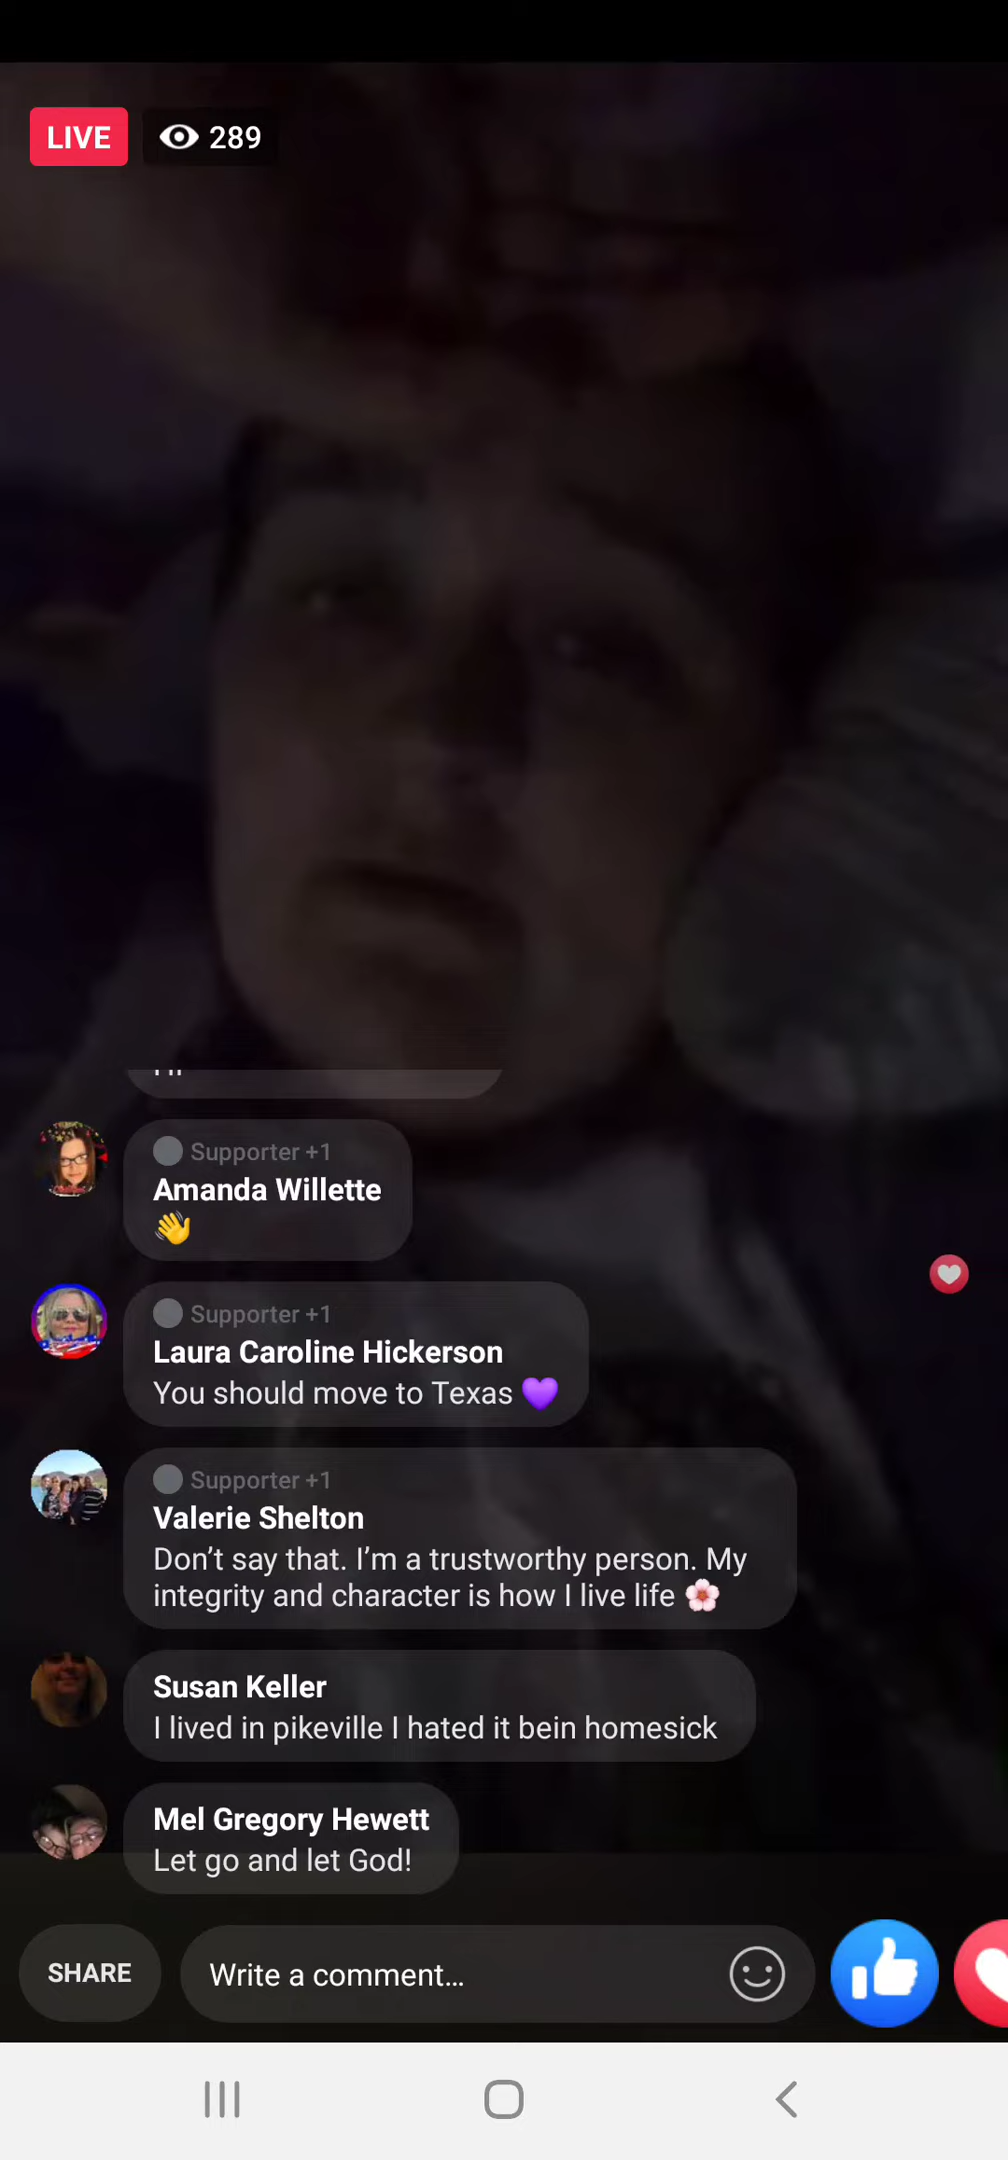 LIVE 289
Supporter +1
Amanda Willette
👋
Supporter +1
Laura Caroline Hickerson
You should move to Texas 💜
Supporter +1
Valerie Shelton
Don’t say that. I’m a trustworthy person. My
integrity and character is how I live life 🌸
Susan Keller
I lived in pikeville I hated it bein homesick
Mel Gregory Hewett
Let go and let God!
SHARE
Write a comment...